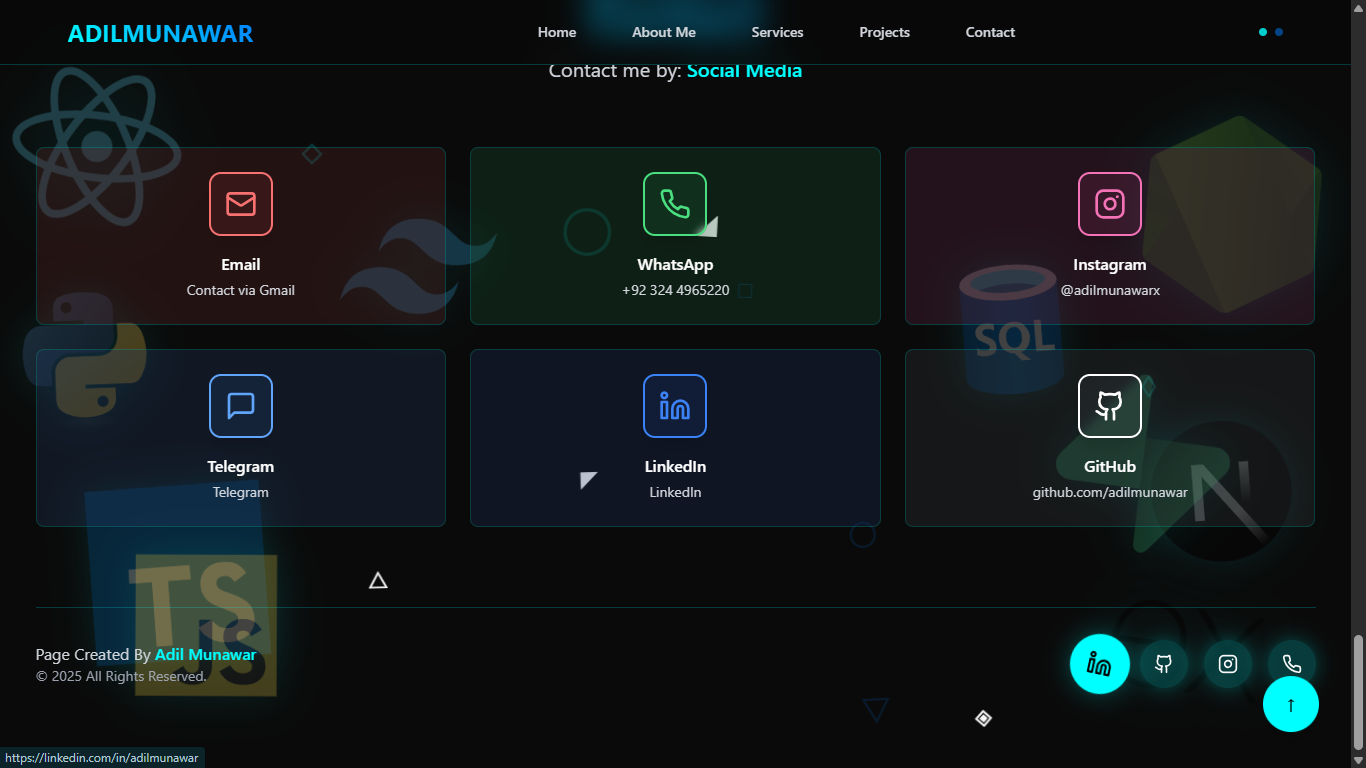 ADILMUNAWAR
Home About Me Services Projects Contact
Contact me by: Social Media
Email
Contact via Gmail
WhatsApp
+92 324 4965220
Instagram
@adilmunawarx
SQL
Telegram
Telegram
LinkedIn
LinkedIn
GitHub
github.com/adilmunawar
N
TS
JS
Page Created By Adil Munawar
© 2025 All Rights Reserved.
in
↑
https://linkedin.com/in/adilmunawar